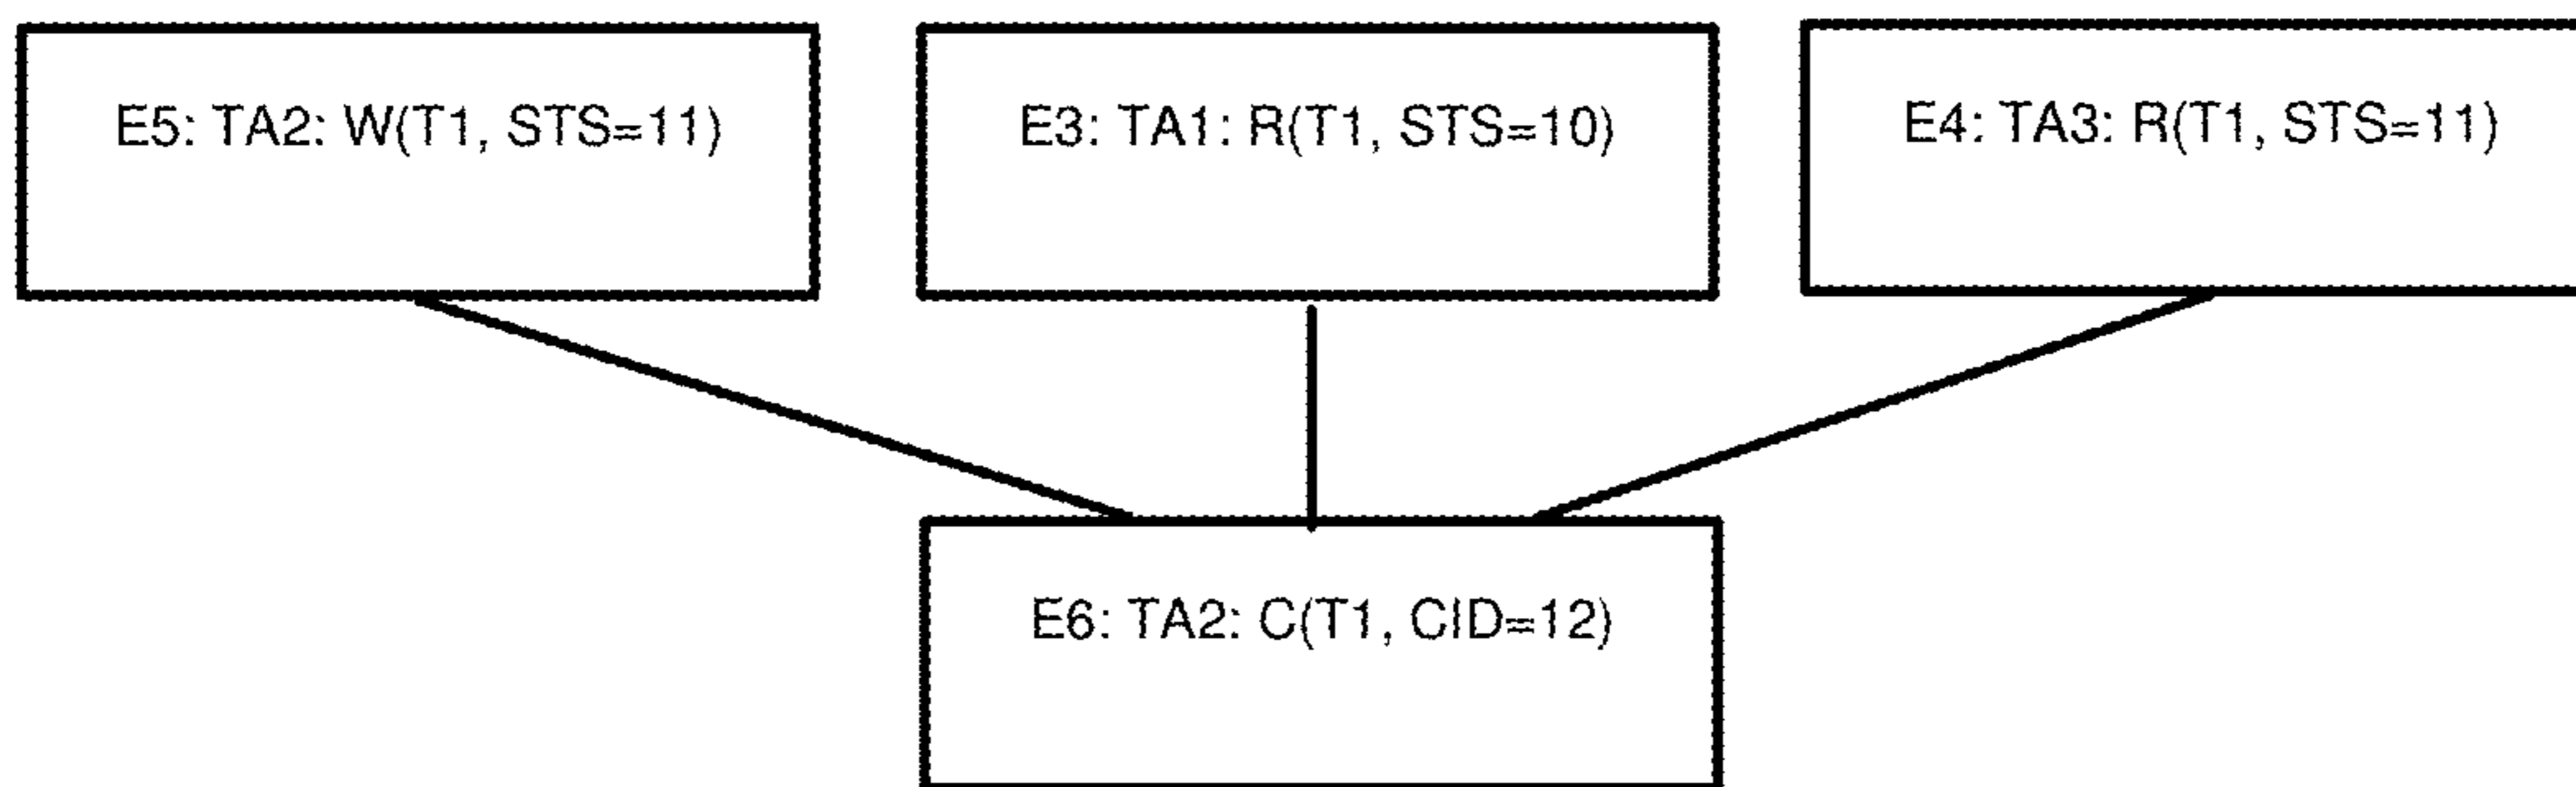 E5: TA2: W(T1, STS=11)
E3: TA1: R(T1, STS=10)
E4: TA3: R(T1, STS=11)
E6: TA2: C(T1, CID=12)